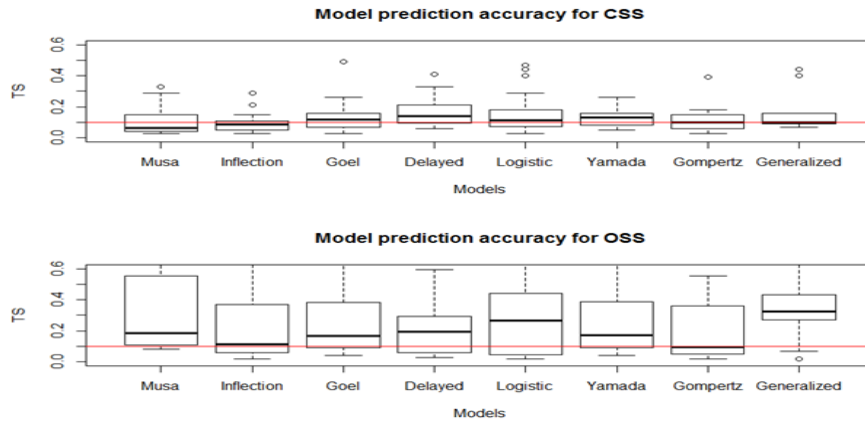 Model prediction accuracy for CSS
TS
0.0 0.2 0.4 0.6
Musa Inflection Goel Delayed Logistic Yamada Gompertz Generalized
Models
Model prediction accuracy for OSS
TS
0.0 0.2 0.4 0.6
Musa Inflection Goel Delayed Logistic Yamada Gompertz Generalized
Models